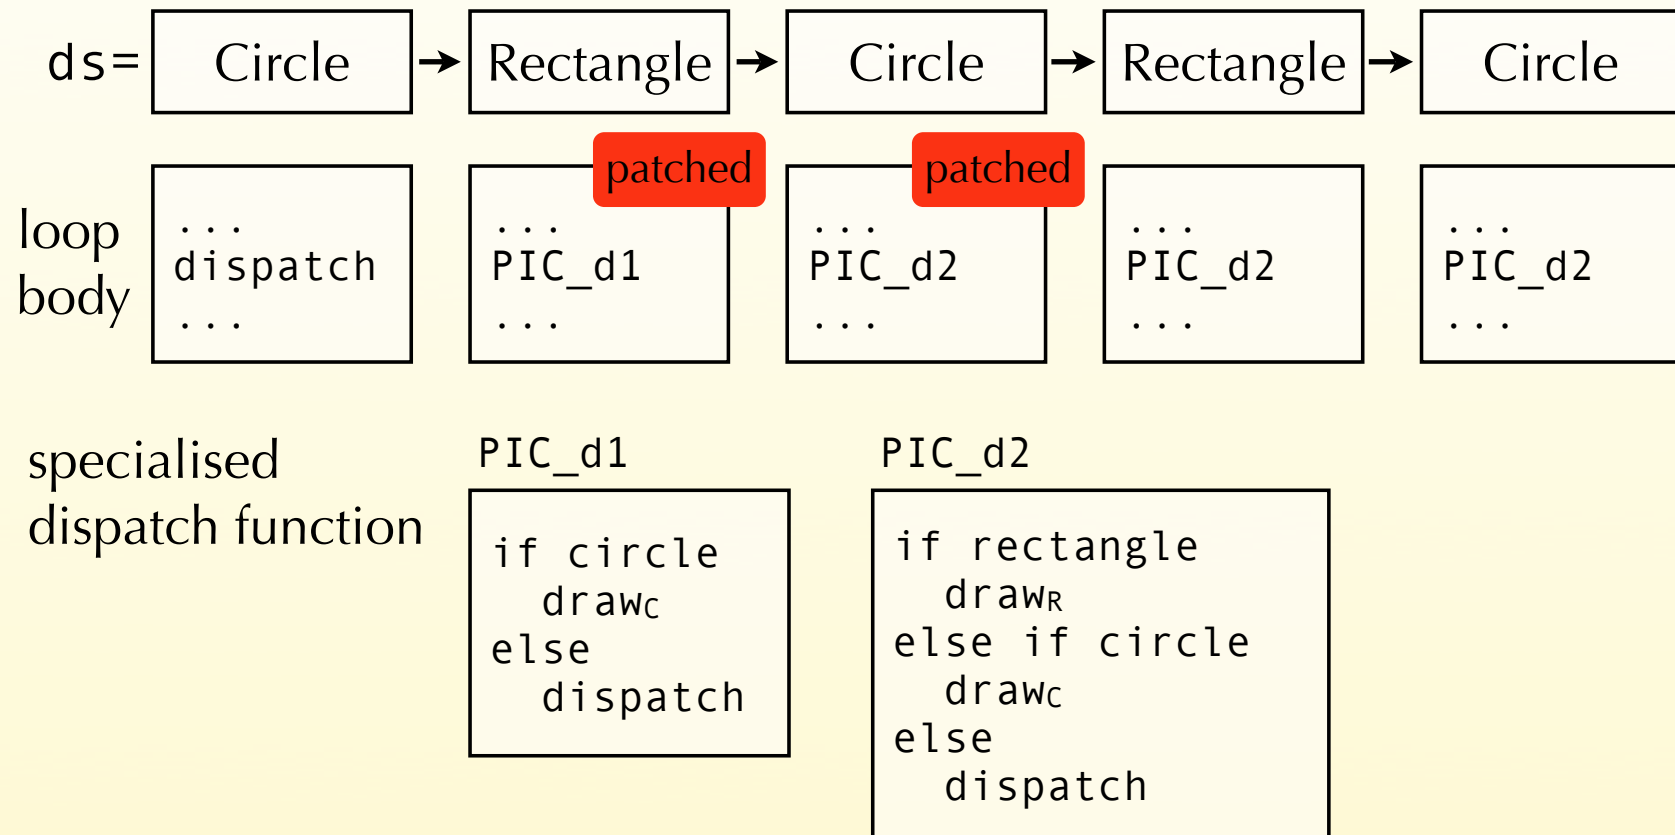 ds= Circle Rectangle Circle Rectangle Circle
patched patched
loop body
...
dispatch
...
...
PIC_d1
...
...
PIC_d2
...
...
PIC_d2
...
...
PIC_d2
...
specialised
dispatch function
PIC_d1
if circle
drawC
else
dispatch
PIC_d2
if rectangle
drawR
else if circle
drawC
else
dispatch